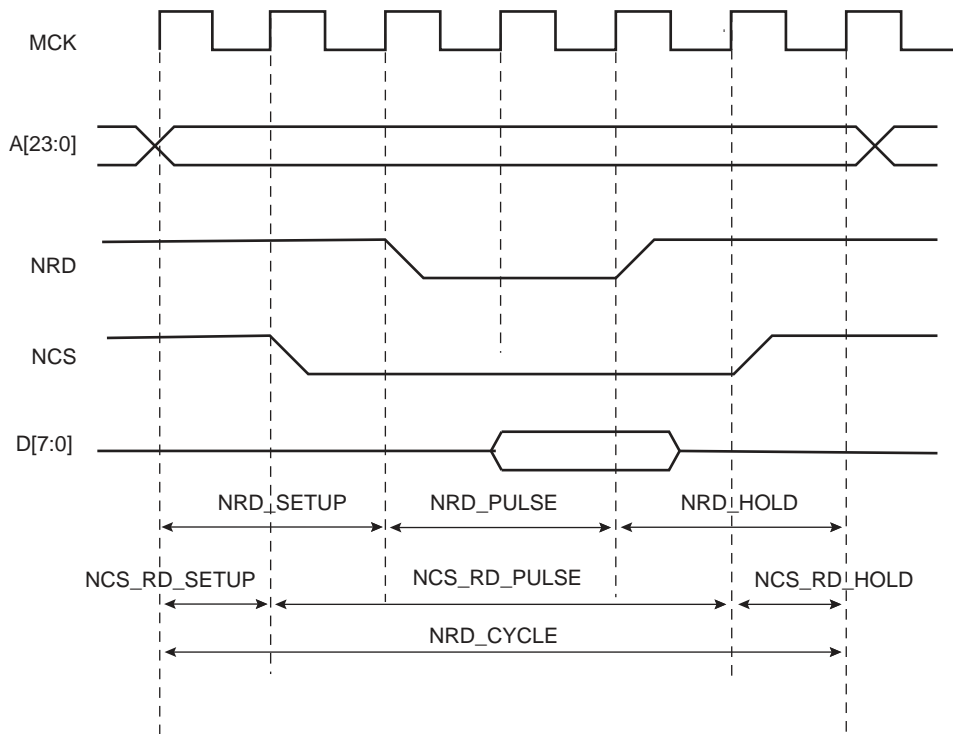 MCK
A[23:0]
NRD
NCS
D[7:0]
NRD_SETUP NRD_PULSE NRD_HOLD
NCS_RD_SETUP NCS_RD_PULSE NCS_RD_HOLD
NRD_CYCLE